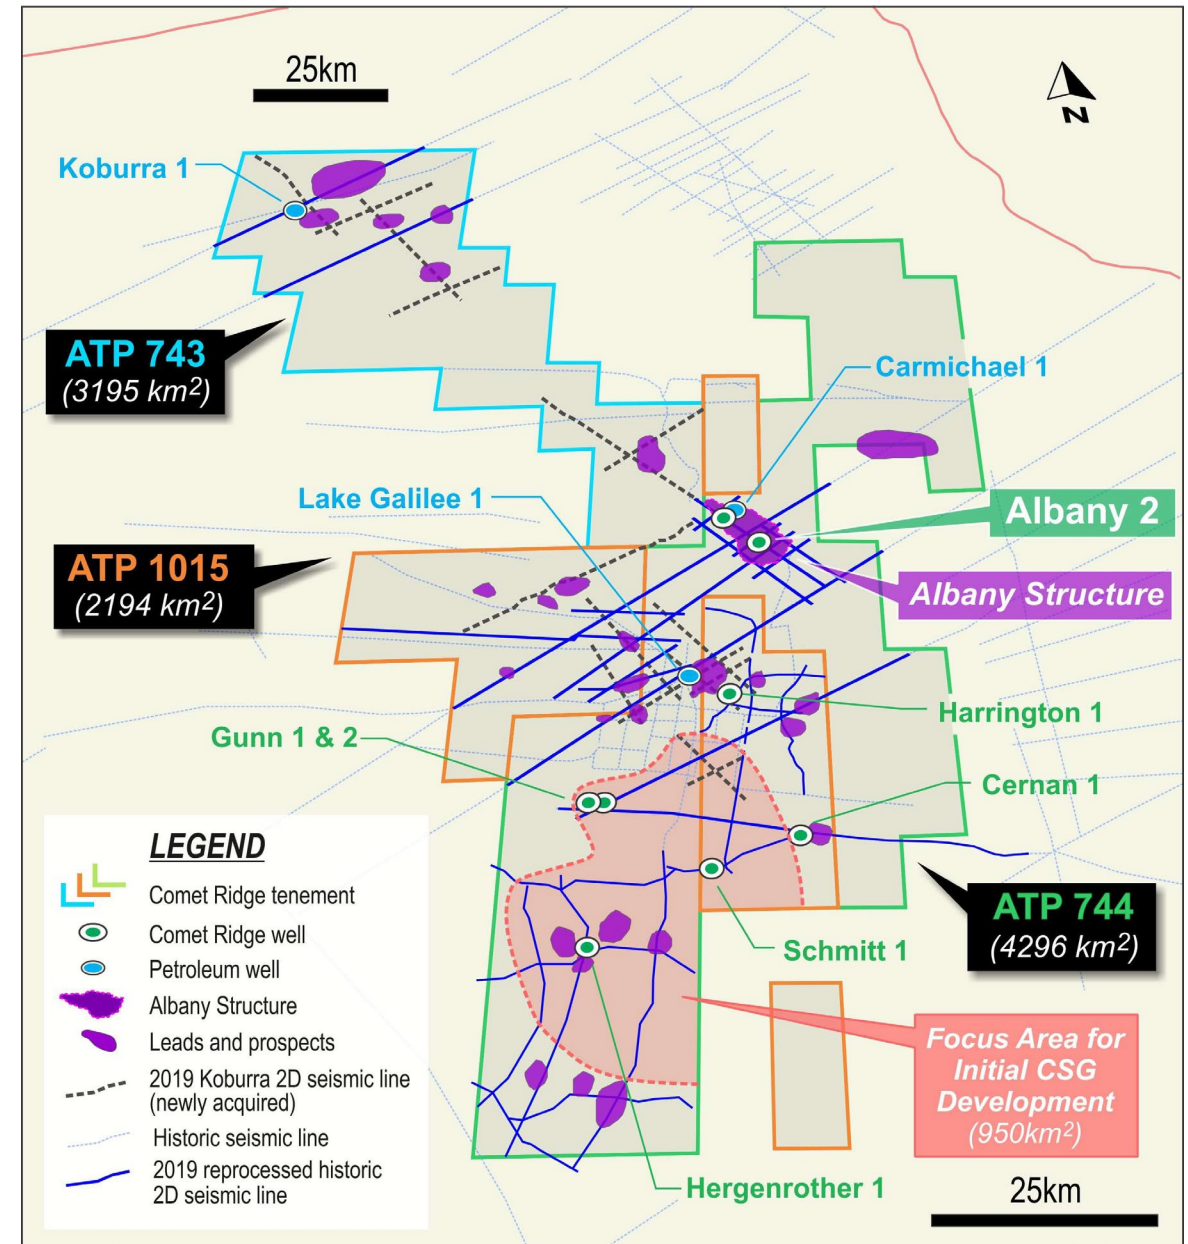 25km
N
Koburra 1
ATP 743
(3195 km2)
Carmichael 1
Lake Galilee 1
Albany 2
ATP 1015
(2194 km2)
Albany Structure
Harrington 1
Gunn 1 & 2
Cernan 1
LEGEND
Comet Ridge tenement
Comet Ridge well
Petroleum well
Albany Structure
Leads and prospects
2019 Koburra 2D seismic line
(newly acquired)
Historic seismic line
2019 reprocessed historic
2D seismic line
ATP 744
(4296 km2)
Schmitt 1
Focus Area for
Initial CSG
Development
(950km2)
Hergenrother 1
25km